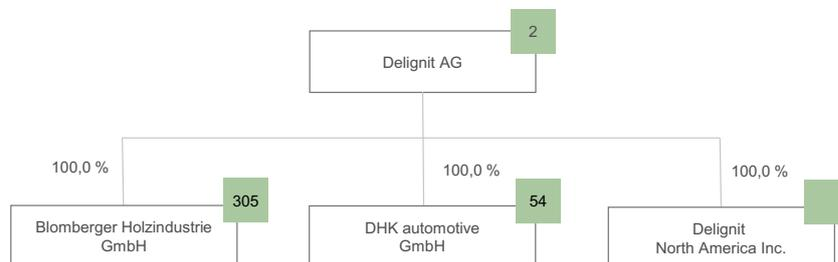 2
Delignit AG
100,0 %
100,0 %
100,0 %
305
54
Blomberger Holzindustrie
GmbH
DHK automotive
GmbH
Delignit
North America Inc.